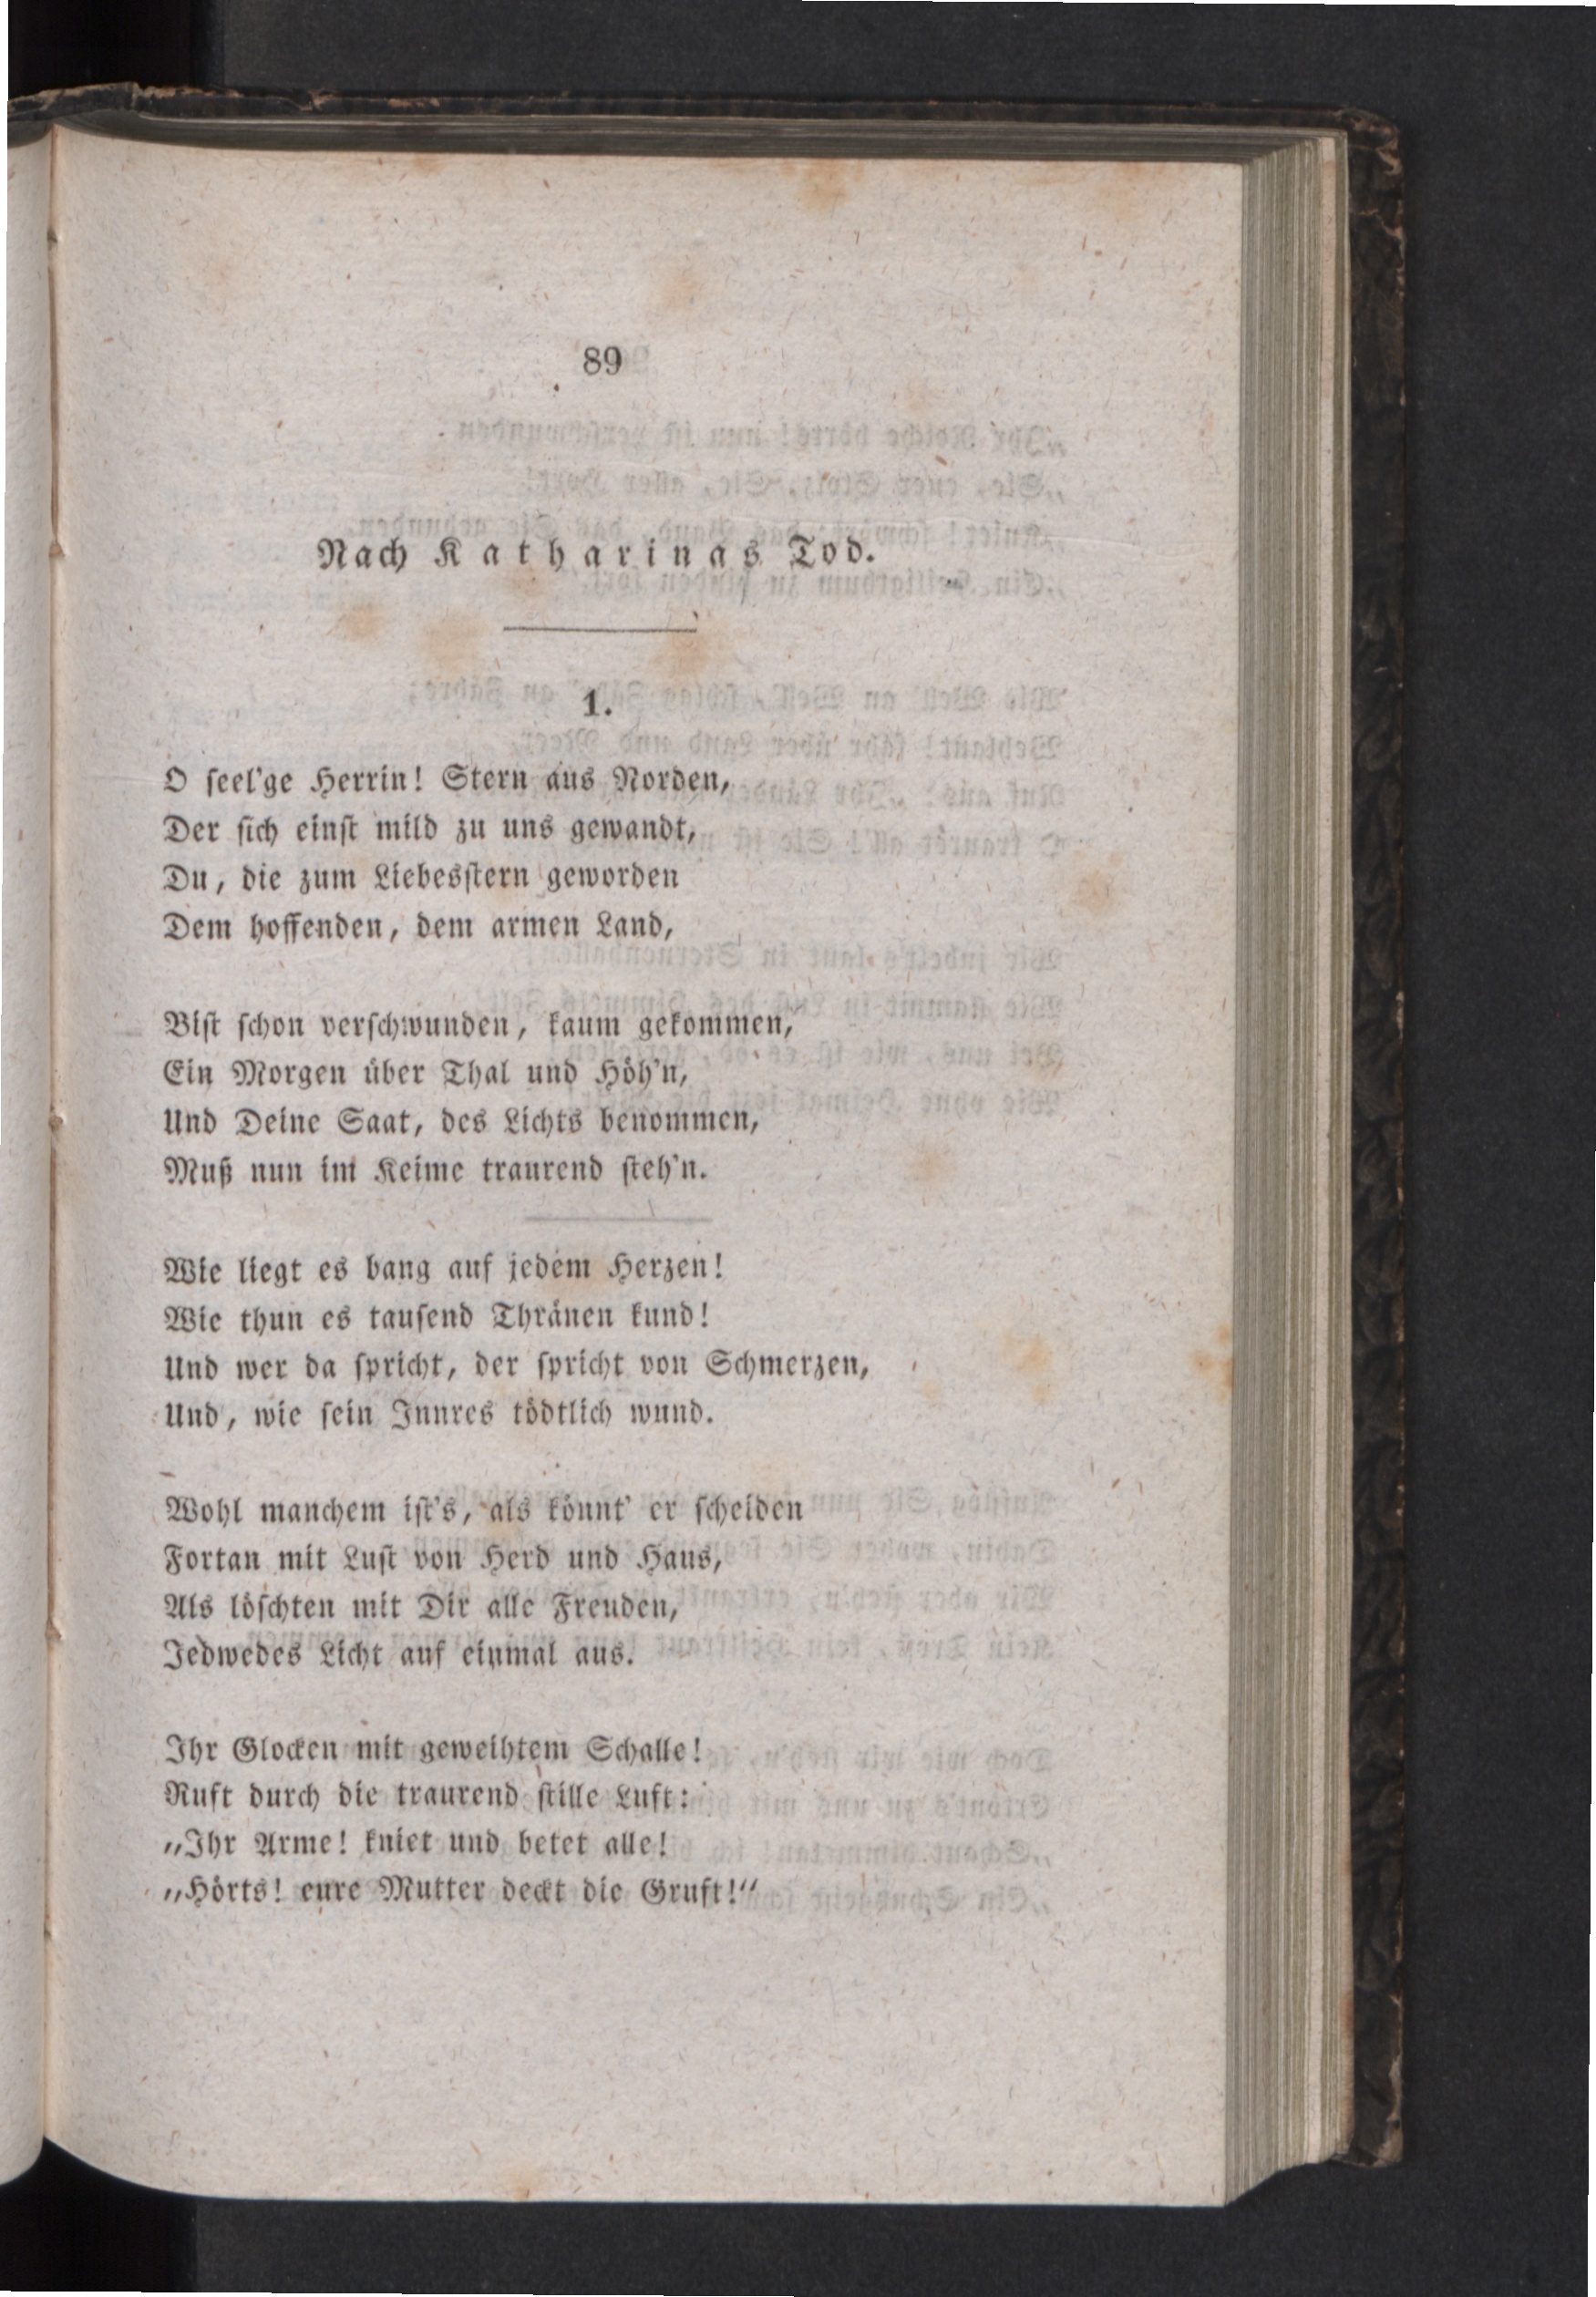 89
Nach Katharinas Tod.
1.
O ſeel'ge Herrin! Stern aus Norden,
Der ſich einſt mild zu uns gewandt,
Du, die zum Liebesſtern geworden
Dem hoffenden, dem armen Land,
Biſt ſchon verſchwunden, kaum gekommen,
Ein Morgen über Thal und Höh'n,
Und Deine Saat, des Lichts benommen,
Muß nun im Keime traurend ſteh'n.
Wie liegt es bang auf jedem Herzen!
Wie thun es tauſend Thränen kund!
Und wer da ſpricht, der ſpricht von Schmerzen,
Und, wie ſein Innres tödtlich wund.
Wohl manchem iſt's, als könnt' er ſcheiden
Fortan mit Luſt von Herd und Haus,
Als löſchten mit Dir alle Freuden,
Jedwedes Licht auf einmal aus.
Ihr Glocken mit geweihtem Schalle!
Ruft durch die traurend ſtille Luft:
„Ihr Arme! kniet und betet alle!
„Hörts! eure Mutter deckt die Gruft!“